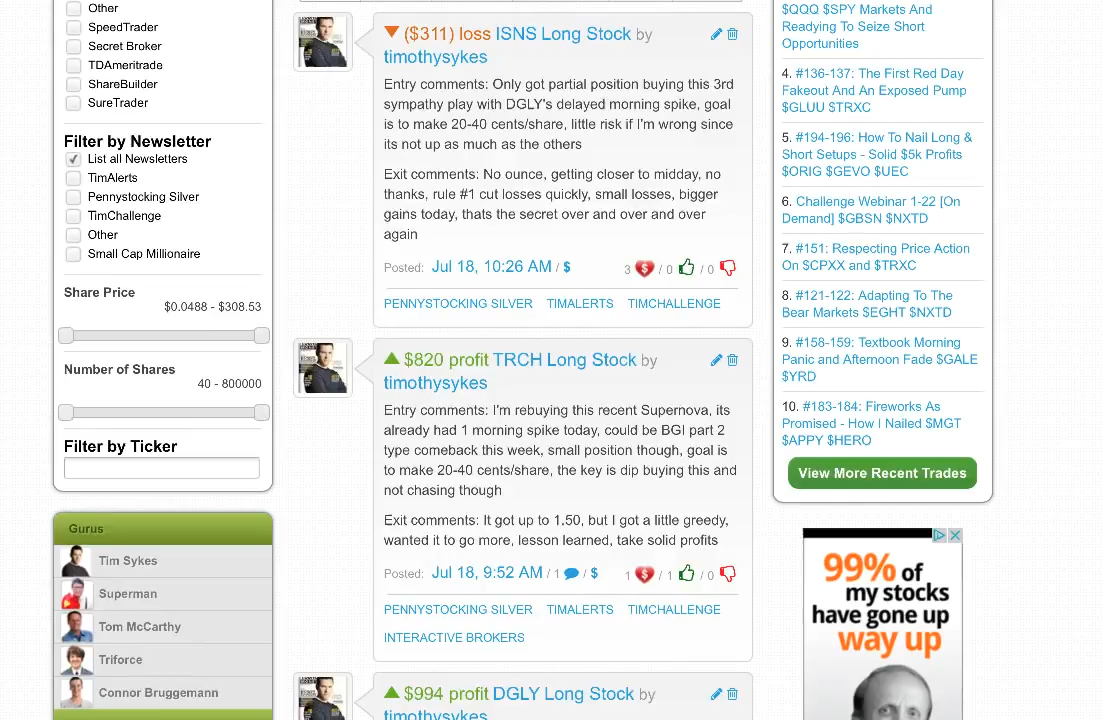 Other
SpeedTrader
Secret Broker
TDAmeritrade
ShareBuilder
SureTrader
Filter by Newsletter
List all Newsletters
TimAlerts
Pennystocking Silver
TimChallenge
Other
Small Cap Millionaire
Share Price
$0.0488 - $308.53
Number of Shares
40 - 800000
Filter by Ticker
Gurus
Tim Sykes
Superman
Tom McCarthy
Triforce
Connor Bruggemann
($311) loss ISNS Long Stock by
timothysykes
Entry comments: Only got partial position buying this 3rd
sympathy play with DGLY's delayed morning spike, goal
is to make 20-40 cents/share, little risk if I'm wrong since
its not up as much as the others
Exit comments: No ounce, getting closer to midday, no
thanks, rule #1 cut losses quickly, small losses, bigger
gains today, thats the secret over and over and over
again
Posted: Jul 18, 10:26 AM / $ 3 / 0 / 0
PENNYSTOCKING SILVER TIMALERTS TIMCHALLENGE
$820 profit TRCH Long Stock by
timothysykes
Entry comments: I'm rebuying this recent Supernova, its
already had 1 morning spike today, could be BGI part 2
type comeback this week, small position though, goal is
to make 20-40 cents/share, the key is dip buying this and
not chasing though
Exit comments: It got up to 1.50, but I got a little greedy,
wanted it to go more, lesson learned, take solid profits
Posted: Jul 18, 9:52 AM / 1 / $ 1 / 1 / 0
PENNYSTOCKING SILVER TIMALERTS TIMCHALLENGE
INTERACTIVE BROKERS
$994 profit DGLY Long Stock by
timothysykes
$QQQ $SPY Markets And
Readying To Seize Short
Opportunities
4. #136-137: The First Red Day
Fakeout And An Exposed Pump
$GLUU $TRXC
5. #194-196: How To Nail Long &
Short Setups - Solid $5k Profits
$ORIG $GEVO $UEC
6. Challenge Webinar 1-22 [On
Demand] $GBSN $NXTD
7. #151: Respecting Price Action
On $CPXX and $TRXC
8. #121-122: Adapting To The
Bear Markets $EGHT $NXTD
9. #158-159: Textbook Morning
Panic and Afternoon Fade $GALE
$YRD
10. #183-184: Fireworks As
Promised - How I Nailed $MGT
$APPY $HERO
View More Recent Trades
99% of
my stocks
have gone up
way up